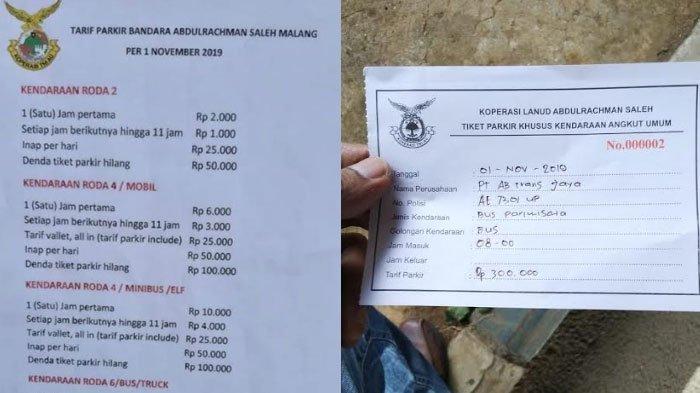 TARIF PARKIR BANDARA ABDULRACHMAN SALEH MALANG
PER 1 NOVEMBER 2019
KENDARAAN RODA 2
1 (Satu) Jam pertama Rp 2.000
Setiap jam berikutnya hingga 11 jam Rp 1.000
Inap per hari Rp 25.000
Denda tiket parkir hilang Rp 50.000
KENDARAAN RODA 4 / MOBIL
1 (Satu) Jam pertama Rp 6.000
Setiap jam berikutnya hingga 11 jam Rp 3.000
Tarif vallet, all in (tarif parkir include) Rp 25.000
Inap per hari Rp 50.000
Denda tiket parkir hilang Rp 100.000
KENDARAAN RODA 4 / MINIBUS /ELF
1 (Satu) Jam pertama Rp 10.000
Setiap jam berikutnya hingga 11 jam Rp 4.000
Tarif vallet, all in (tarif parkir include) Rp 25.000
Inap per hari Rp 50.000
Denda tiket parkir hilang Rp 100.000
KENDARAAN RODA 6/BUS/TRUCK
KOPERASI LANUD ABDULRACHMAN SALEH
TIKET PARKIR KHUSUS KENDARAAN ANGKUT UMUM
No.000002
Tanggal : 01 - NOV - 2019
Nama Perusahaan : PT AB trans Jaya
No. Polisi : AE 7301 UP
Jenis Kendaraan : BUS Pariwisata
Golongan Kendaraan : BUS
Jam Masuk : 08-00
Jam Keluar :
Tarif Parkir : Rp 300.000